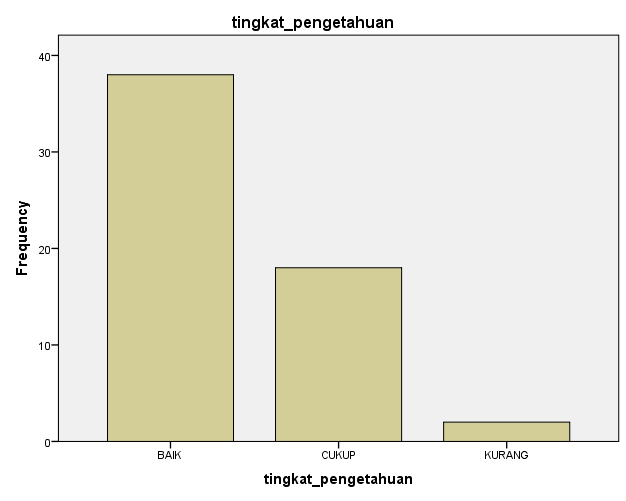 tingkat_pengetahuan
40
30
20
10
0
Frequency
BAIK
CUKUP
KURANG
tingkat_pengetahuan